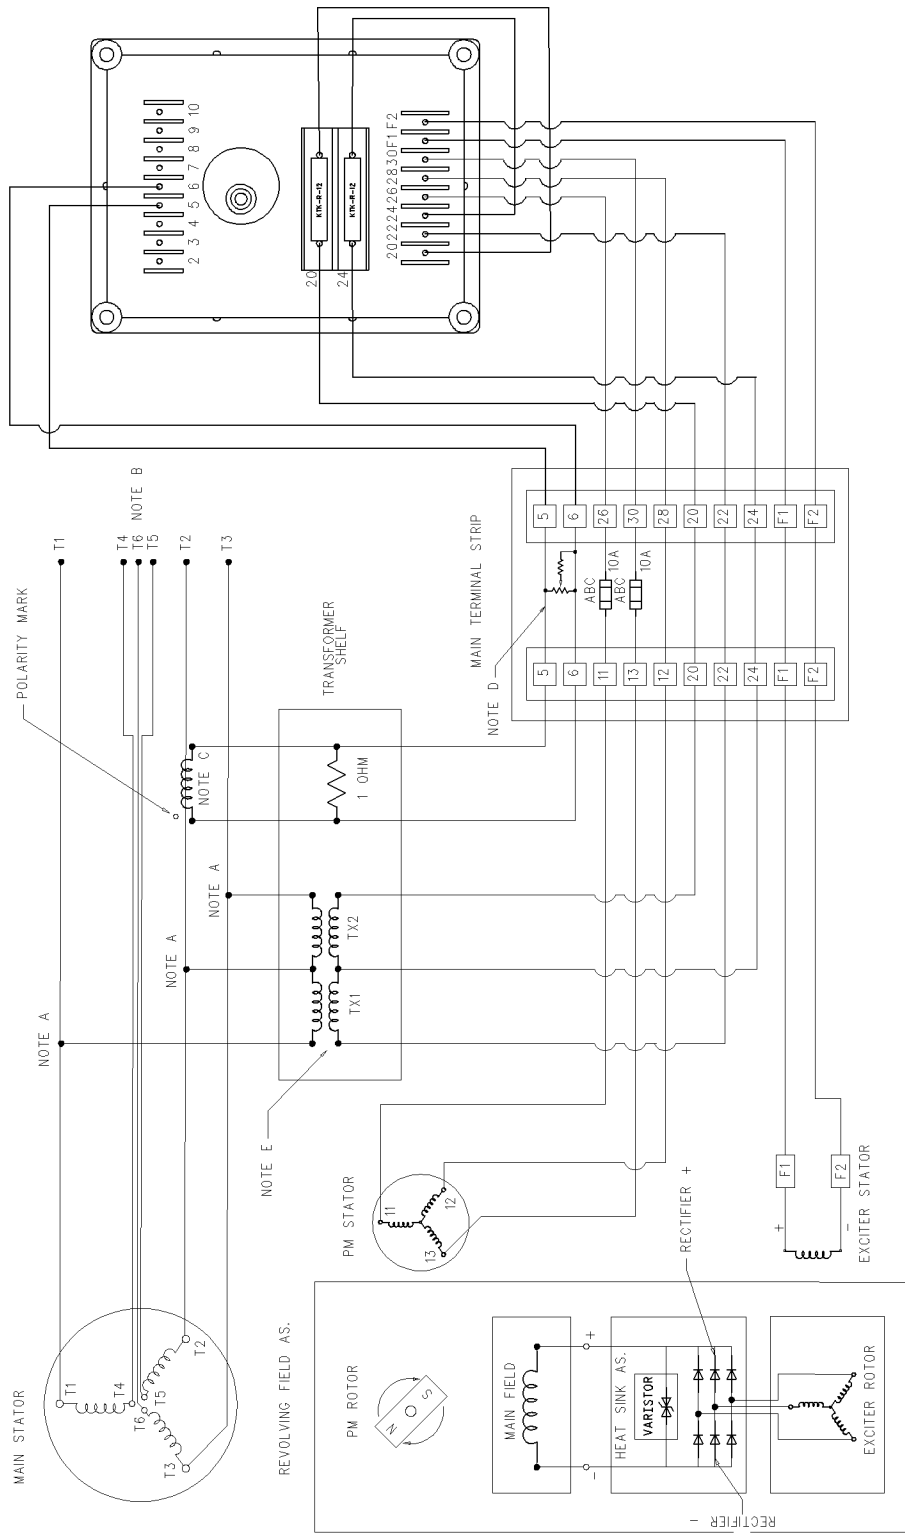 MAIN STATOR
T1
T4
T6
T5
T3
T2
NOTE A
NOTE A
NOTE A
POLARITY MARK
NOTE C
T1
T4
T6 NOTE B
T5
T2
T3
TRANSFORMER
SHELF
1 OHM
TX1
TX2
NOTE E
2 3 4 5 6 7 8 9 10
KTK-R-12
KTK-R-12
20
24
20 22 24 26 28 30 F1 F2
MAIN TERMINAL STRIP
NOTE D
ABC
10A
ABC
10A
5
6
11
13
12
20
22
24
F1
F2
5
6
26
30
28
20
22
24
F1
F2
PM STATOR
11
12
13
REVOLVING FIELD AS.
PM ROTOR
N S
MAIN FIELD
+
-
HEAT SINK AS.
VARISTOR
RECTIFIER +
RECTIFIER -
EXCITER ROTOR
+
-
F1
F2
EXCITER STATOR